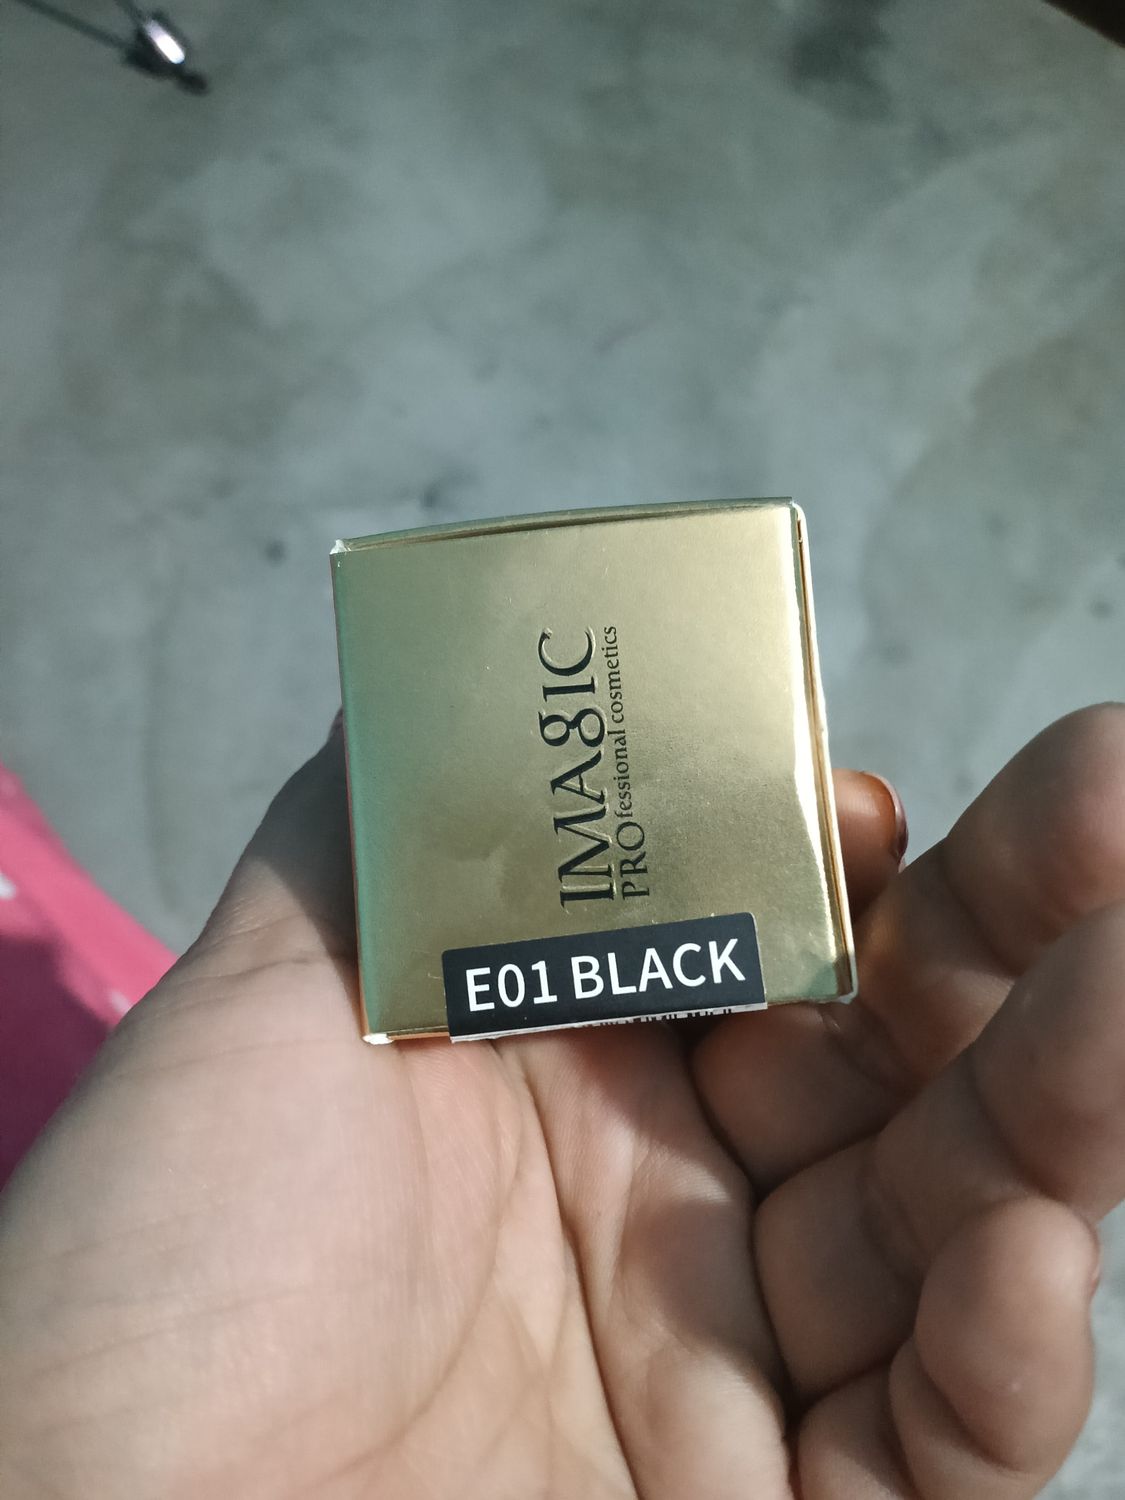 IMAgIC
PROfessional cosmetics
E01 BLACK